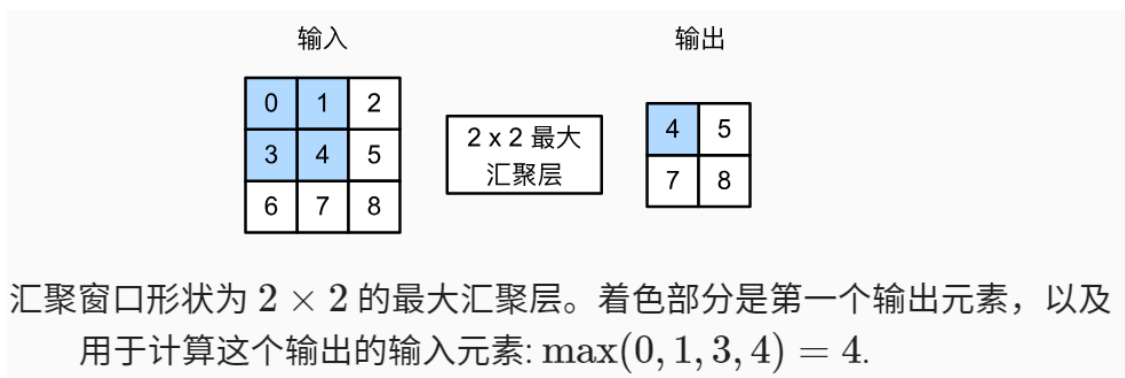 输入 输出
0 1 2
3 4 5
6 7 8
2 x 2 最大
汇聚层
4 5
7 8
汇聚窗口形状为 2 × 2 的最大汇聚层。着色部分是第一个输出元素，以及
用于计算这个输出的输入元素: max(0, 1, 3, 4) = 4.